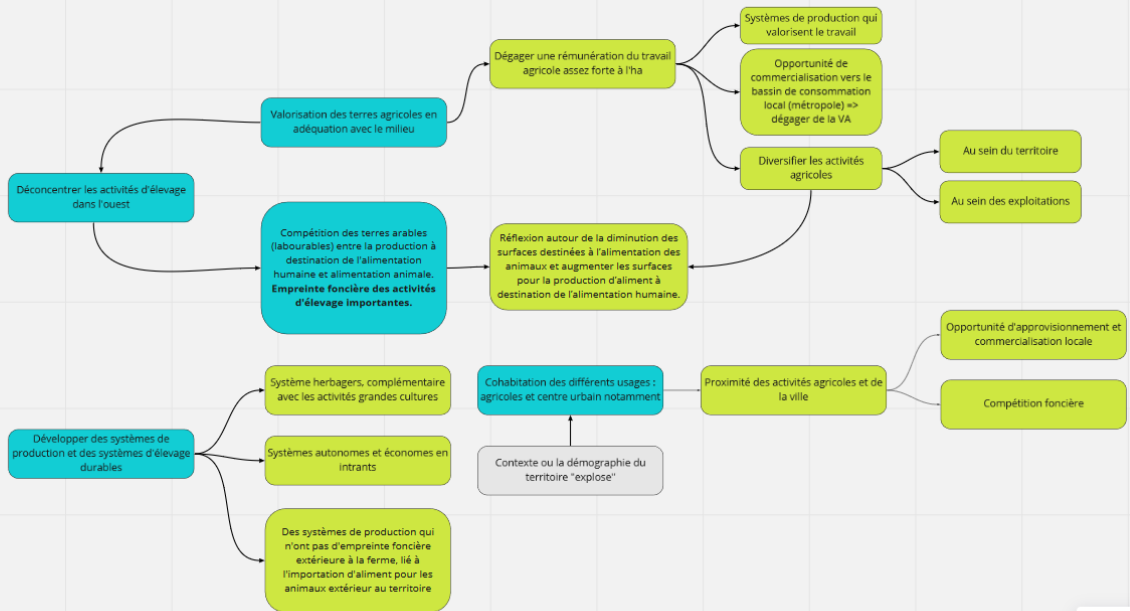 Systèmes de production qui
valorisent le travail
Dégager une rémunération du travail
agricole assez forte à l'ha
Opportunité de
commercialisation vers le
bassin de consommation
local (métropole) =>
dégager de la VA
Valorisation des terres agricoles en
adéquation avec le milieu
Diversifier les activités
agricoles
Au sein du territoire
Au sein des exploitations
Déconcentrer les activités d'élevage
dans l'ouest
Compétition des terres arables
(labourables) entre la production à
destination de l'alimentation
humaine et alimentation animale.
Empreinte foncière des activités
d'élevage importantes.
Réflexion autour de la diminution des
surfaces destinées à l'alimentation des
animaux et augmenter les surfaces
pour la production d'aliment à
destination de l'alimentation humaine.
Opportunité d'approvisionnement et
commercialisation locale
Système herbagers, complémentaire
avec les activités grandes cultures
Cohabitation des différents usages :
agricoles et centre urbain notamment
Proximité des activités agricoles et de
la ville
Compétition foncière
Développer des systèmes de
production et des systèmes d'élevage
durables
Systèmes autonomes et économes en
intrants
Contexte ou la démographie du
territoire "explose"
Des systèmes de production qui
n'ont pas d'empreinte foncière
extérieure à la ferme, lié à
l'importation d'aliment pour les
animaux extérieur au territoire